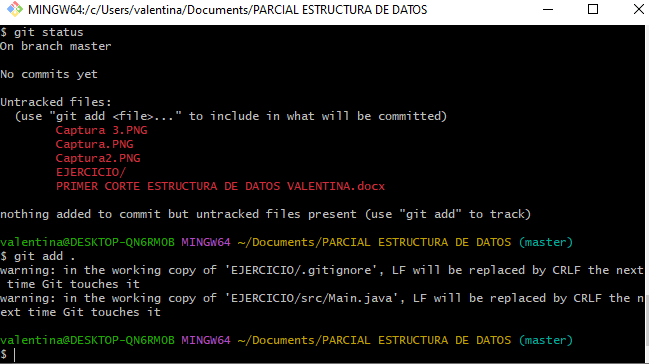 MINGW64:/c/Users/valentina/Documents/PARCIAL ESTRUCTURA DE DATOS
$ git status
On branch master
No commits yet
Untracked files:
(use "git add <file>..." to include in what will be committed)
Captura 3.PNG
Captura.PNG
Captura2.PNG
EJERCICIO/
PRIMER CORTE ESTRUCTURA DE DATOS VALENTINA.docx
nothing added to commit but untracked files present (use "git add" to track)
valentina@DESKTOP-QN6RMOB MINGW64 ~/Documents/PARCIAL ESTRUCTURA DE DATOS (master)
$ git add .
warning: in the working copy of 'EJERCICIO/.gitignore', LF will be replaced by CRLF the next
time Git touches it
warning: in the working copy of 'EJERCICIO/src/Main.java', LF will be replaced by CRLF the n
ext time Git touches it
valentina@DESKTOP-QN6RMOB MINGW64 ~/Documents/PARCIAL ESTRUCTURA DE DATOS (master)
$